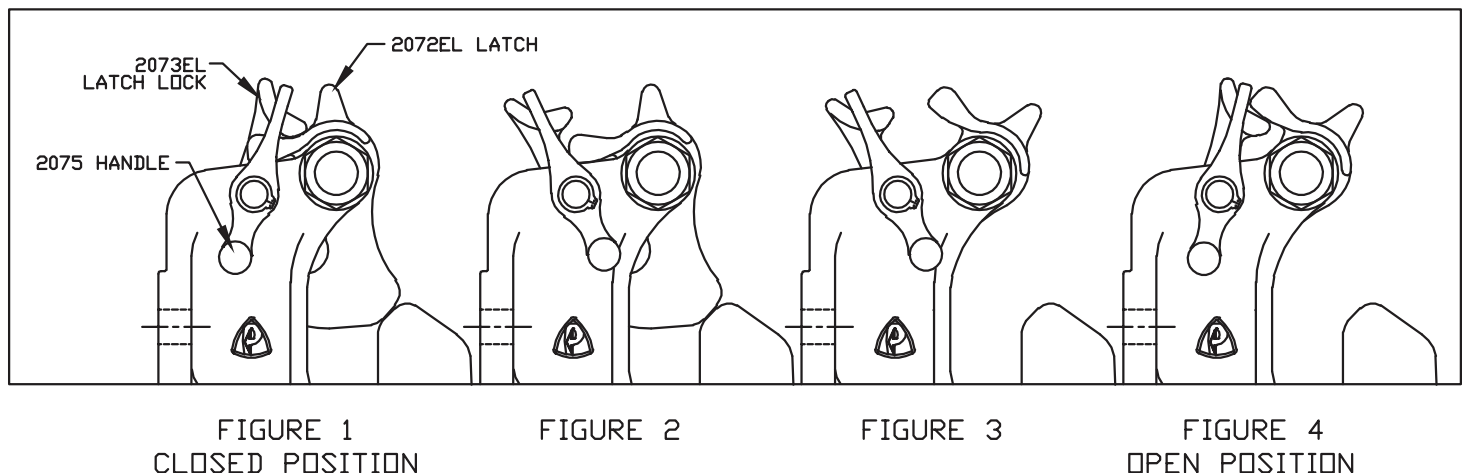 2072EL LATCH
2073EL
LATCH LOCK
2075 HANDLE
FIGURE 1
CLOSED POSITION
FIGURE 2
FIGURE 3
FIGURE 4
OPEN POSITION